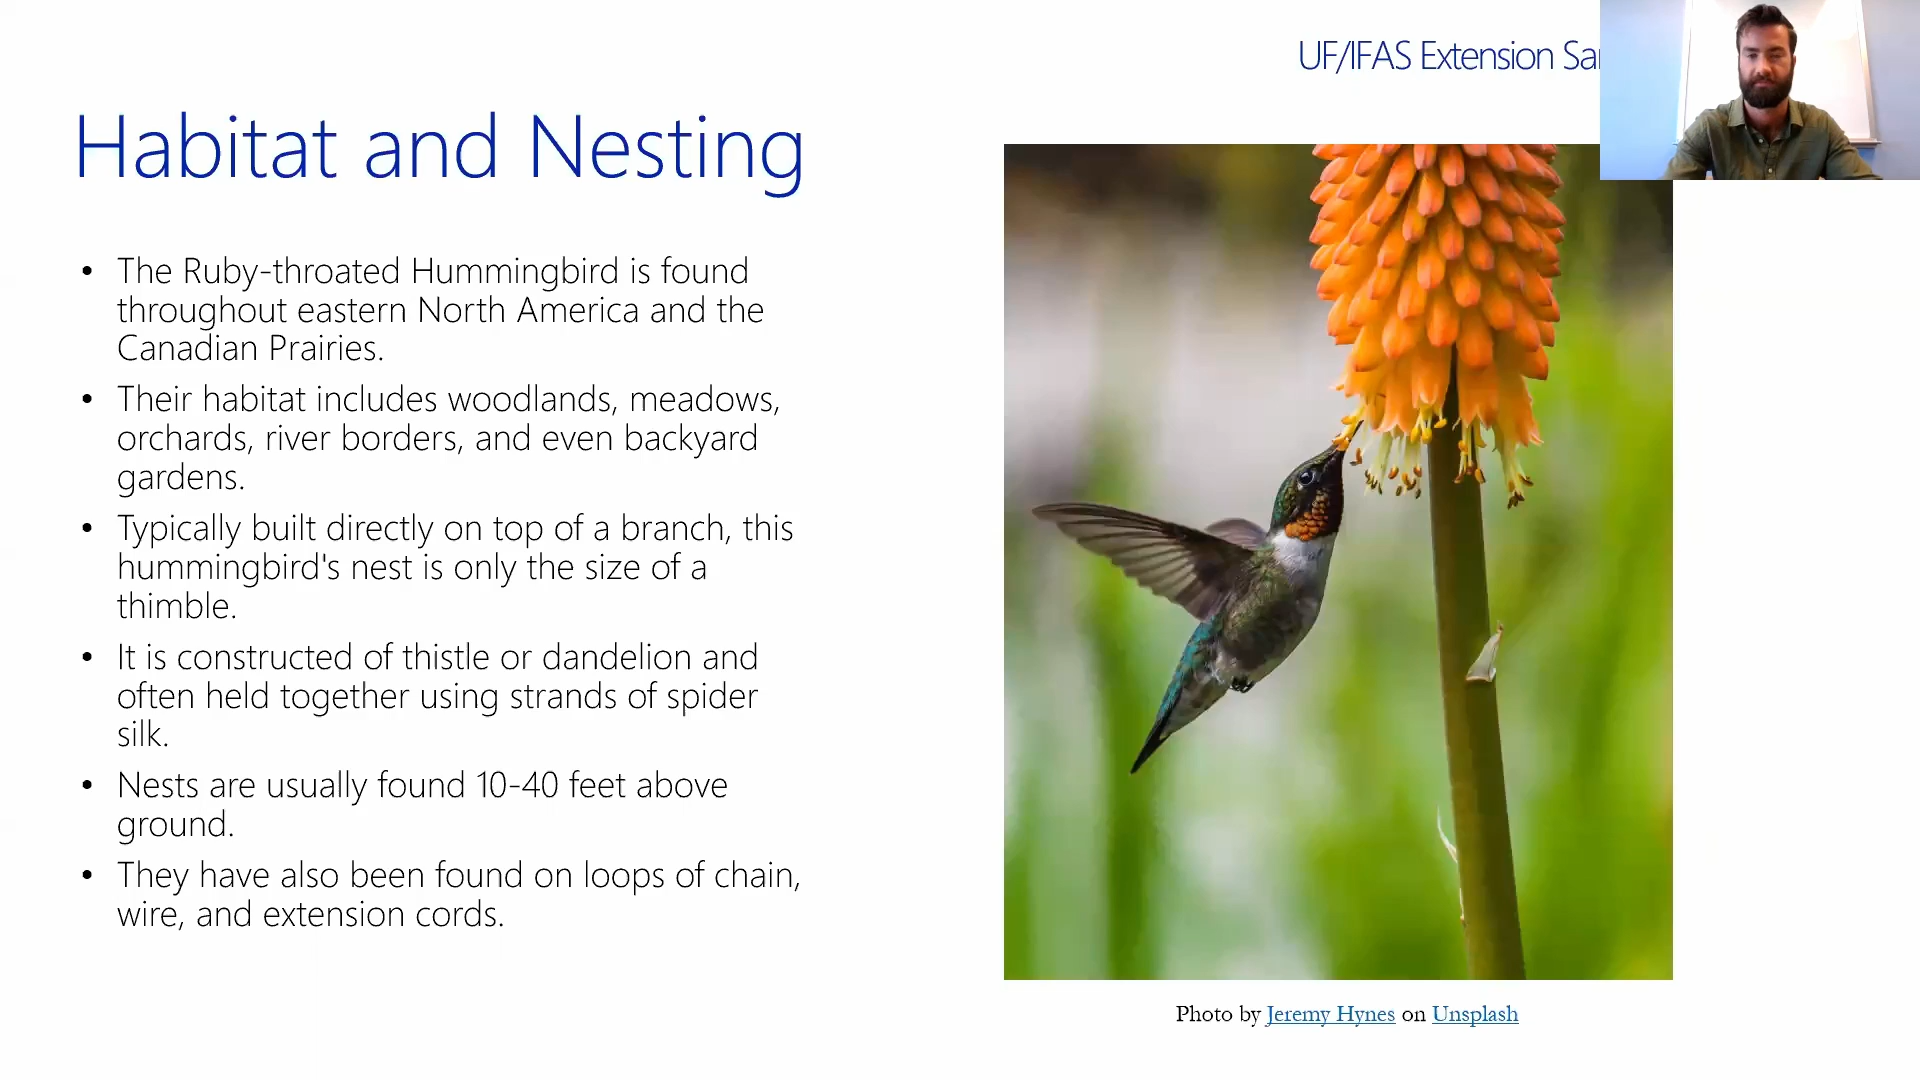 UF/IFAS Extension
Habitat and Nesting
• The Ruby-throated Hummingbird is found
throughout eastern North America and the
Canadian Prairies.
• Their habitat includes woodlands, meadows,
orchards, river borders, and even backyard
gardens.
• Typically built directly on top of a branch, this
hummingbird's nest is only the size of a
thimble.
• It is constructed of thistle or dandelion and
often held together using strands of spider
silk.
• Nests are usually found 10-40 feet above
ground.
• They have also been found on loops of chain,
wire, and extension cords.
Photo by Jeremy Hynes on Unsplash